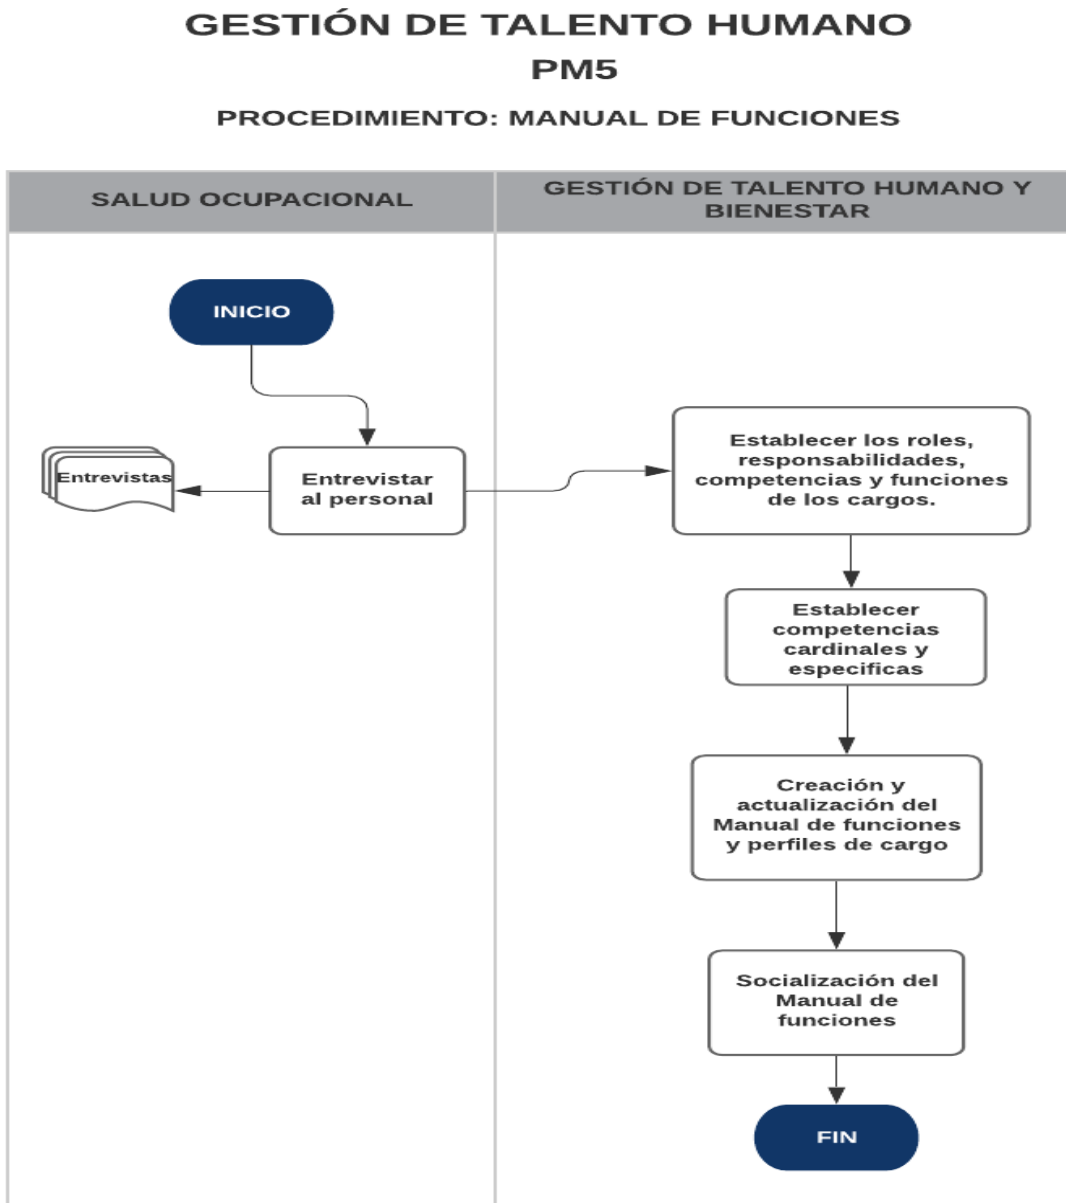 GESTIÓN DE TALENTO HUMANO
PM5
PROCEDIMIENTO: MANUAL DE FUNCIONES
SALUD OCUPACIONAL
GESTIÓN DE TALENTO HUMANO Y
BIENESTAR
INICIO
Entrevistas
Entrevistar
al personal
Establecer los roles,
responsabilidades,
competencias y funciones
de los cargos.
Establecer
competencias
cardinales y
especificas
Creación y
actualización del
Manual de funciones
y perfiles de cargo
Socialización del
Manual de
funciones
FIN